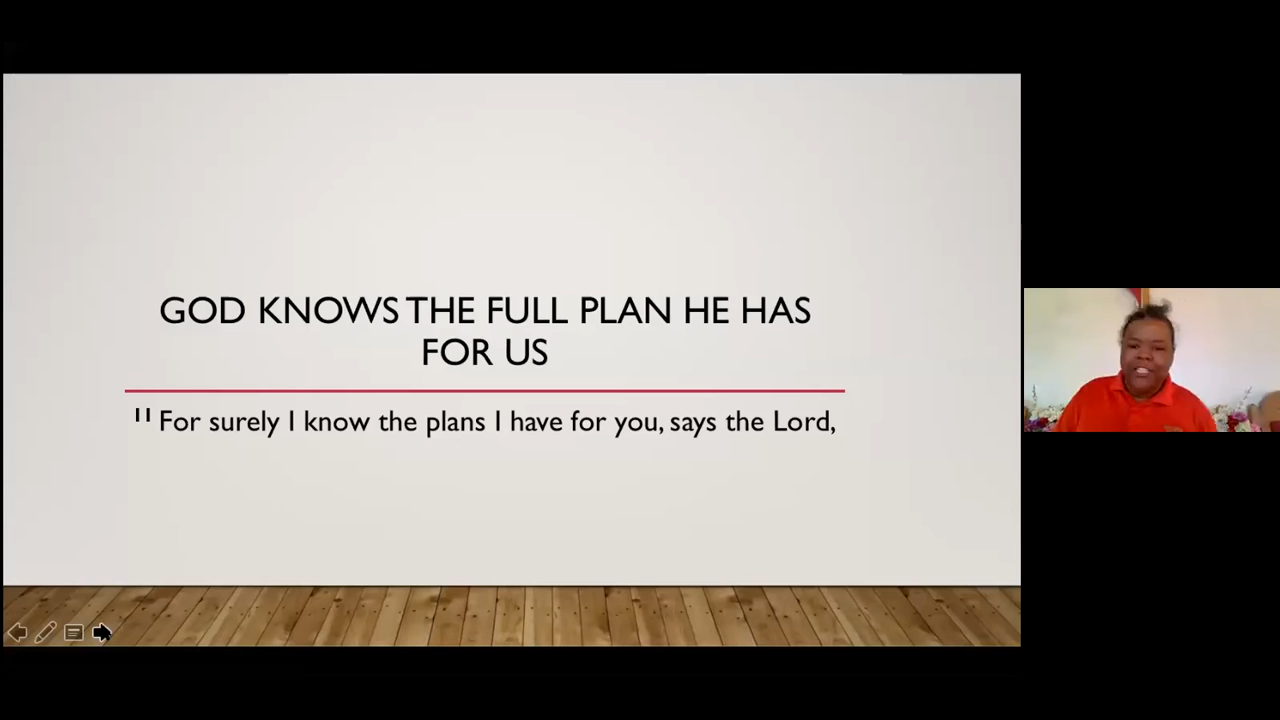 GOD KNOWS THE FULL PLAN HE HAS
FOR US
" For surely I know the plans I have for you, says the Lord,